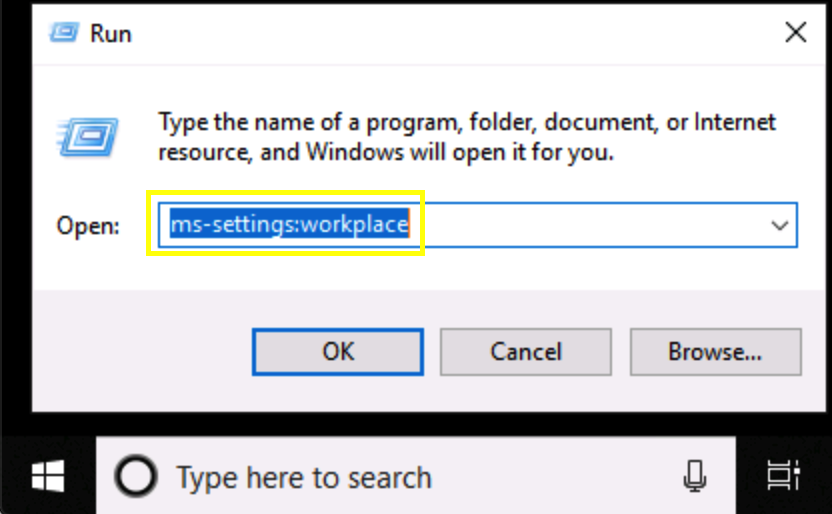 Run
Type the name of a program, folder, document, or Internet
resource, and Windows will open it for you.
Open: ms-settings:workplace
OK Cancel Browse...
Type here to search